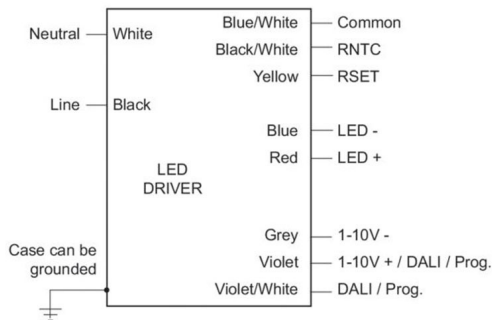 Neutral
White
Line
Black
LED
DRIVER
Case can be
grounded
Blue/White
Common
Black/White
RNTC
Yellow
RSET
Blue
LED -
Red
LED +
Grey
1-10V -
Violet
1-10V + / DALI / Prog.
Violet/White
DALI / Prog.